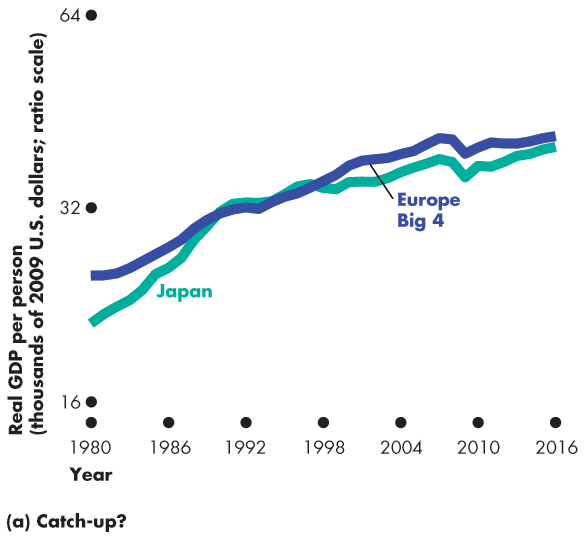 Real GDP per person
(thousands of 2009 U.S. dollars; ratio scale)
64
32
16
Europe
Big 4
Japan
1980 1986 1992 1998 2004 2010 2016
Year
(a) Catch-up?